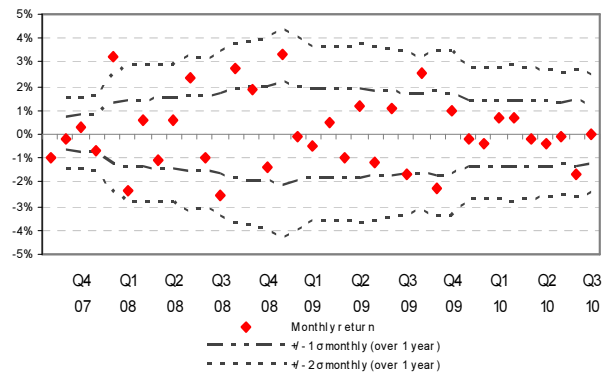 5%
4%
3%
2%
1%
0%
-1%
-2%
-3%
-4%
-5%
Q4 Q1 Q2 Q3 Q4 Q1 Q2 Q3 Q4 Q1 Q2 Q3
07 08 08 08 08 09 09 09 09 10 10 10
Monthly return
+/- 1 σ monthly (over 1 year)
+/- 2 σ monthly (over 1 year)